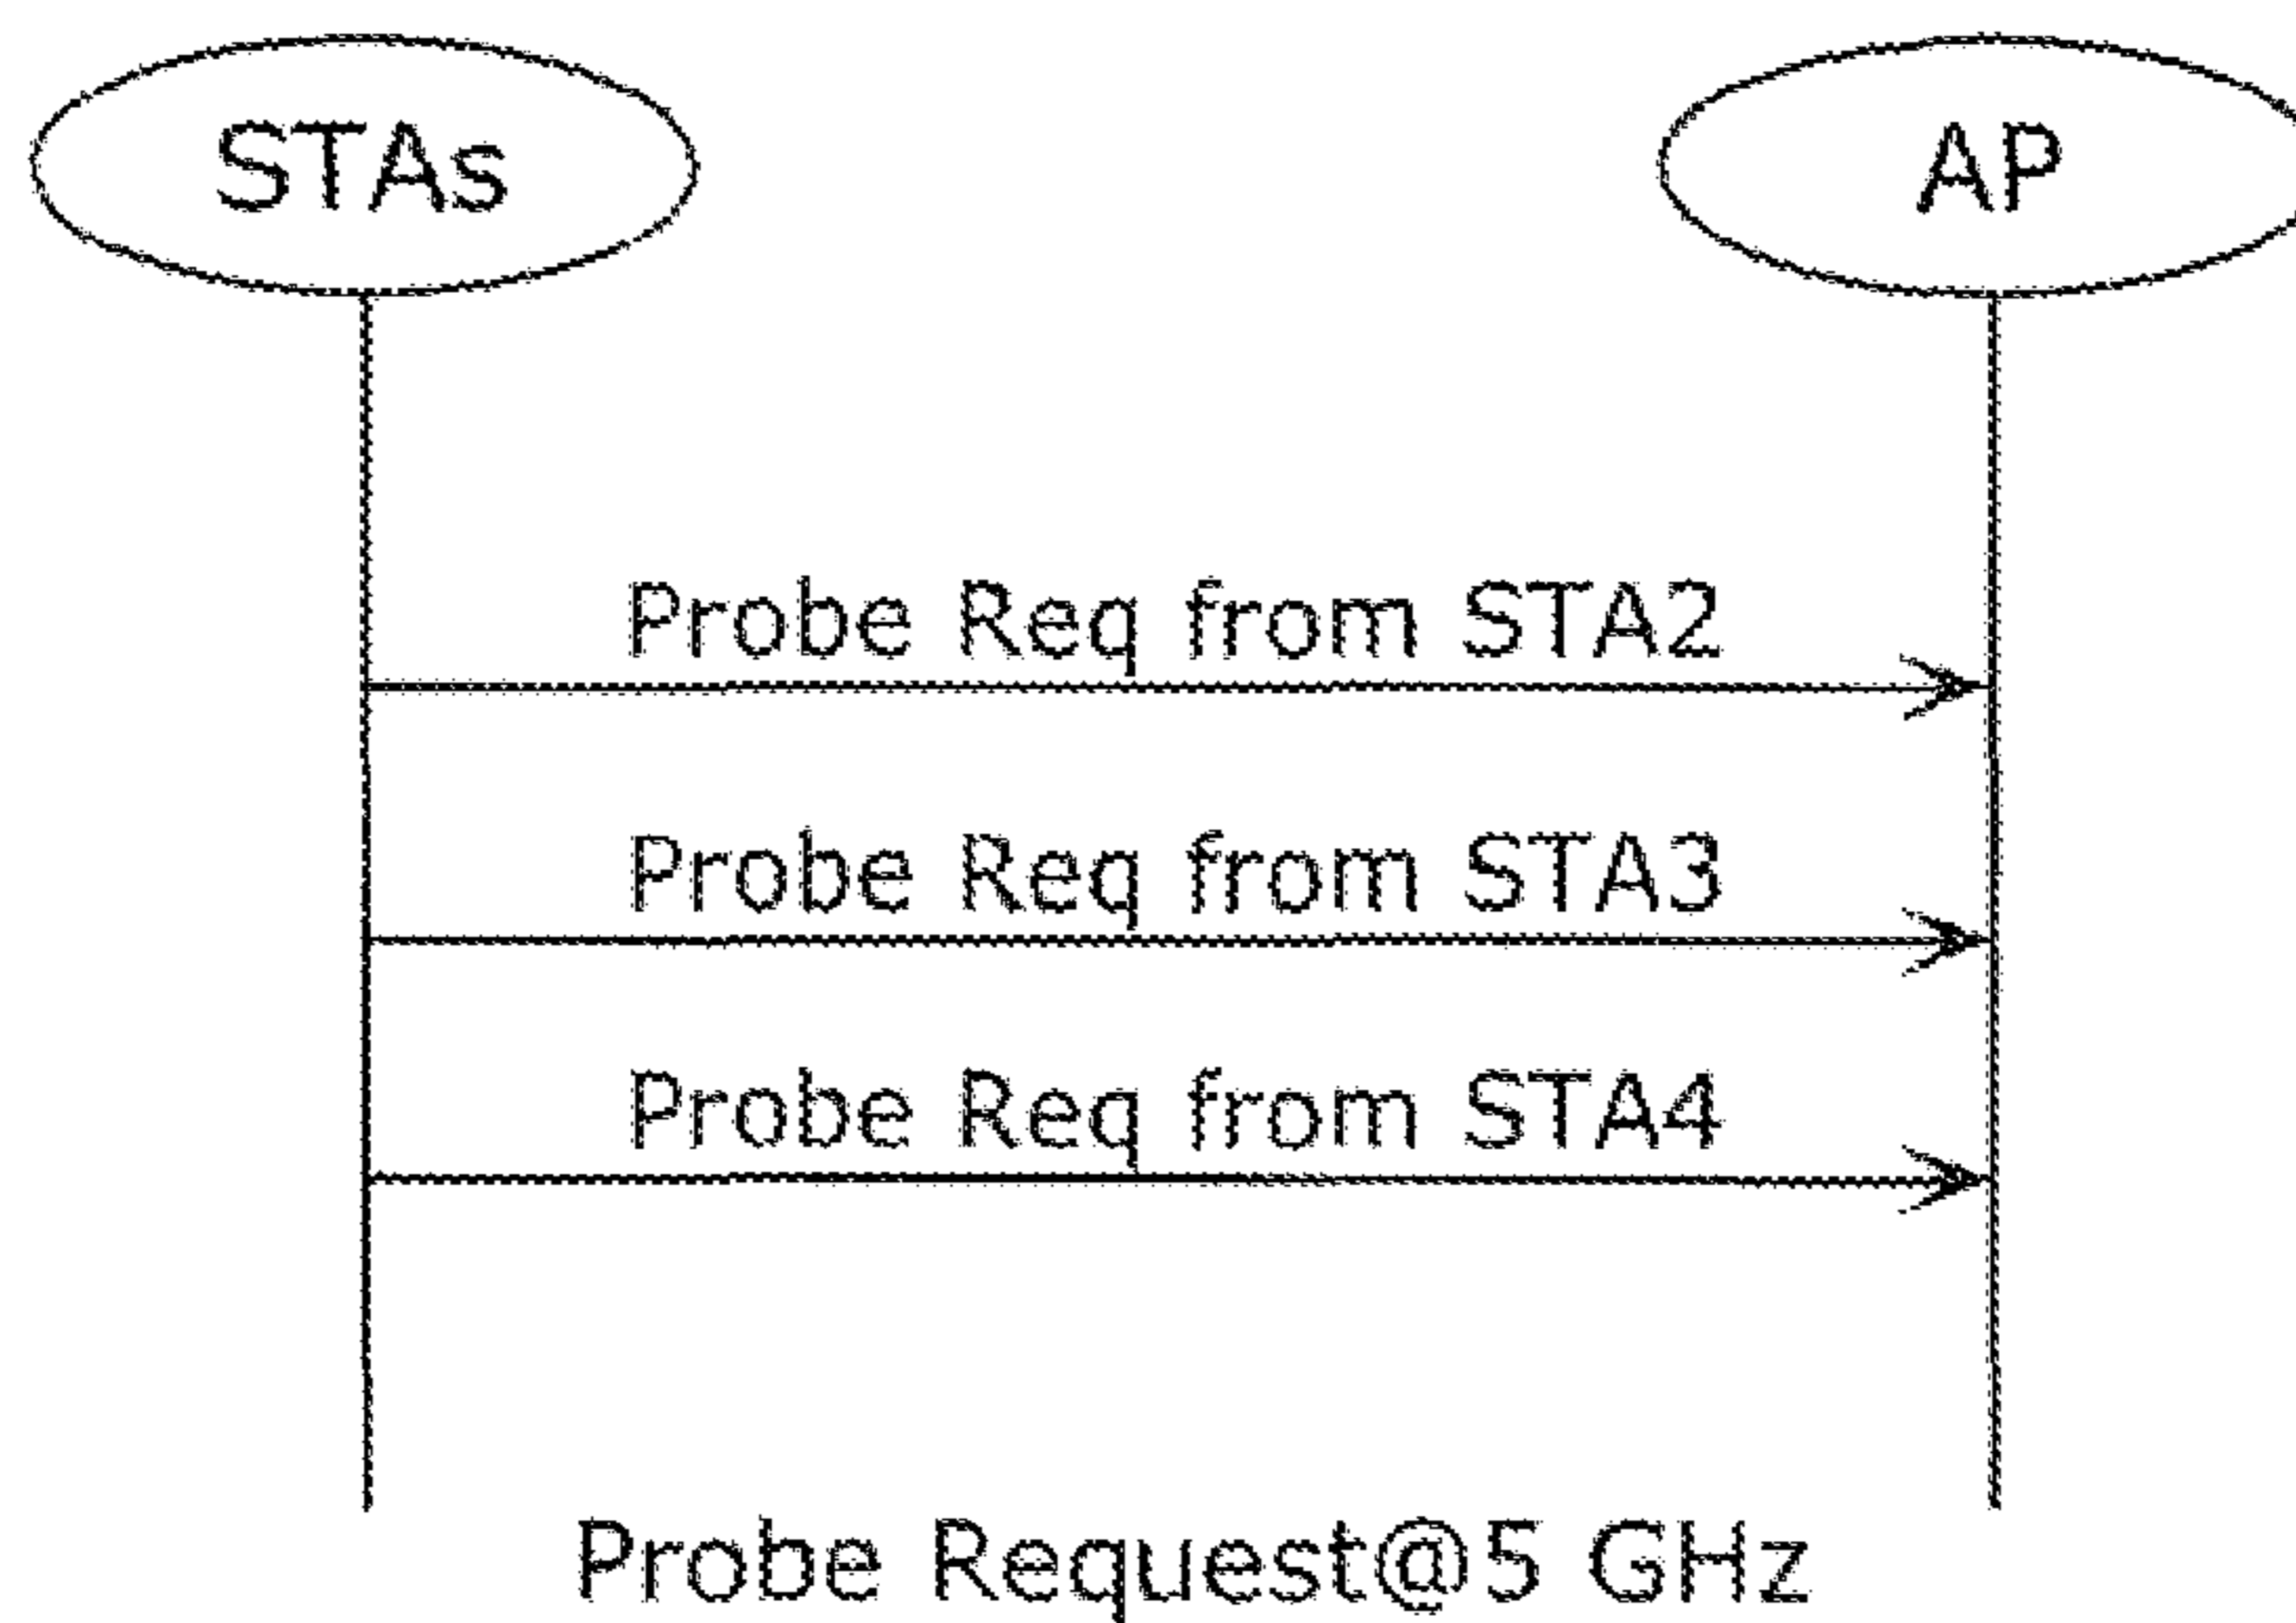 STAs
AP
Probe Req from STA2
Probe Req from STA3
Probe Req from STA4
Probe Request@5 GHz